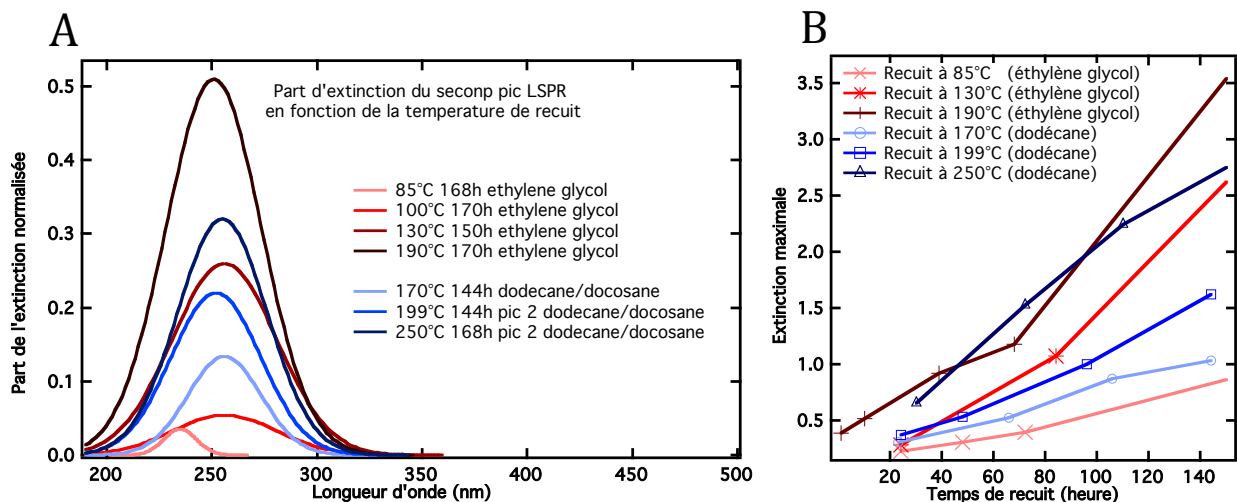 A
Part de l'extinction normalisée
0.5
0.4
0.3
0.2
0.1
0.0
Part d'extinction du seconp pic LSPR
en fonction de la temperature de recuit
85°C 168h ethylene glycol
100°C 170h ethylene glycol
130°C 150h ethylene glycol
190°C 170h ethylene glycol
170°C 144h dodecane/docosane
199°C 144h pic 2 dodecane/docosane
250°C 168h pic 2 dodecane/docosane
200
250
300
350
400
450
500
Longueur d'onde (nm)
B
Extinction maximale
3.5
3.0
2.5
2.0
1.5
1.0
0.5
Recuit à 85°C (éthylène glycol)
Recuit à 130°C (éthylène glycol)
Recuit à 190°C (éthylène glycol)
Recuit à 170°C (dodécane)
Recuit à 199°C (dodécane)
Recuit à 250°C (dodécane)
20
40
60
80
100
120
140
Temps de recuit (heure)